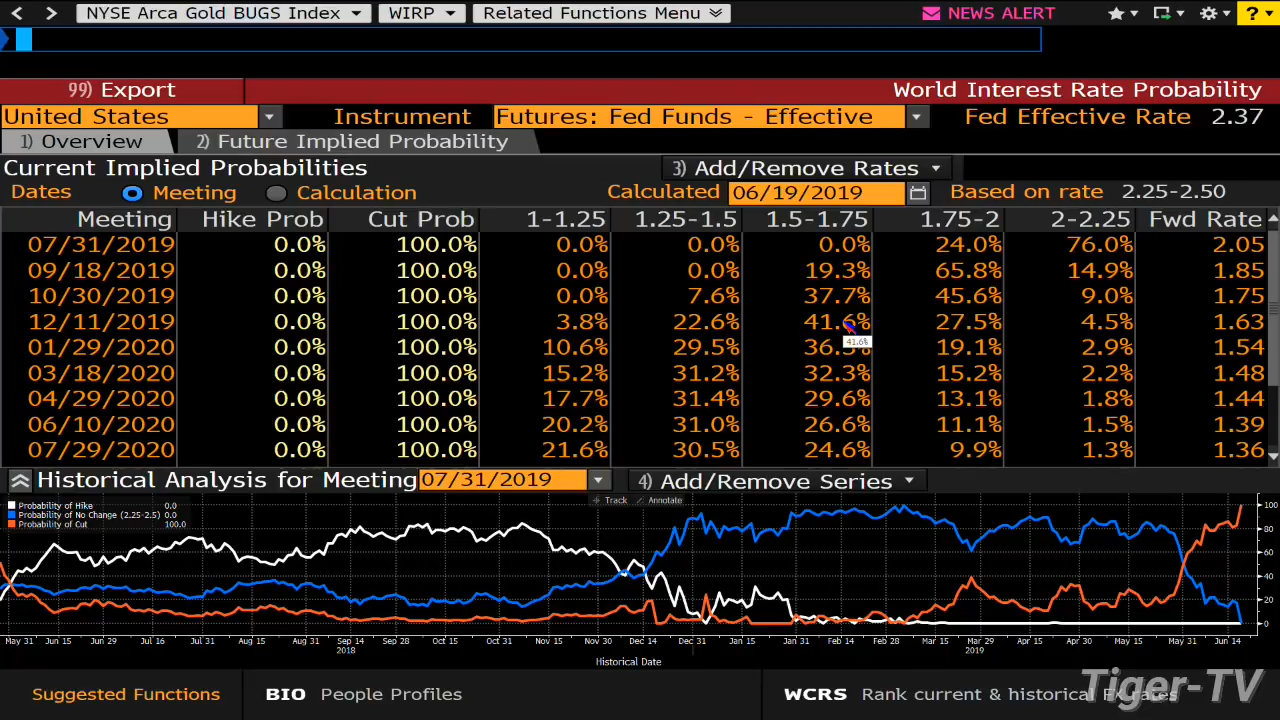 NYSE Arca Gold BUGS Index WIRP Related Functions Menu NEWS ALERT ?
99) Export World Interest Rate Probability
United States Instrument Futures: Fed Funds - Effective Fed Effective Rate 2.37
1) Overview 2) Future Implied Probability
Current Implied Probabilities 3) Add/Remove Rates
Dates Meeting Calculation Calculated 06/19/2019 Based on rate 2.25-2.50
Meeting Hike Prob Cut Prob 1-1.25 1.25-1.5 1.5-1.75 1.75-2 2-2.25 Fwd Rate
07/31/2019 0.0% 100.0% 0.0% 0.0% 0.0% 24.0% 76.0% 2.05
09/18/2019 0.0% 100.0% 0.0% 0.0% 19.3% 65.8% 14.9% 1.85
10/30/2019 0.0% 100.0% 0.0% 7.6% 37.7% 45.6% 9.0% 1.75
12/11/2019 0.0% 100.0% 3.8% 22.6% 41.6% 27.5% 4.5% 1.63
41.6%
01/29/2020 0.0% 100.0% 10.6% 29.5% 36.3% 19.1% 2.9% 1.54
03/18/2020 0.0% 100.0% 15.2% 31.2% 32.3% 15.2% 2.2% 1.48
04/29/2020 0.0% 100.0% 17.7% 31.4% 29.6% 13.1% 1.8% 1.44
06/10/2020 0.0% 100.0% 20.2% 31.0% 26.6% 11.1% 1.5% 1.39
07/29/2020 0.0% 100.0% 21.6% 30.5% 24.6% 9.9% 1.3% 1.36
Historical Analysis for Meeting 07/31/2019 4) Add/Remove Series
Track Annotate
Probability of Hike 0.0
Probability of No Change (2.25-2.5) 0.0
Probability of Cut 100.0
100
80
60
40
20
0
May 31 Jun 15 Jun 29 Jul 16 Jul 31 Aug 15 Aug 31 Sep 14 Sep 28 Oct 15 Oct 31 Nov 15 Nov 30 Dec 14 Dec 31 Jan 15 Jan 31 Feb 14 Feb 28 Mar 15 Mar 29 Apr 15 Apr 30 May 15 May 31 Jun 14
2018 2019
Historical Date
Suggested Functions BIO People Profiles WCRS Rank current & historical FX rates
Tiger-TV